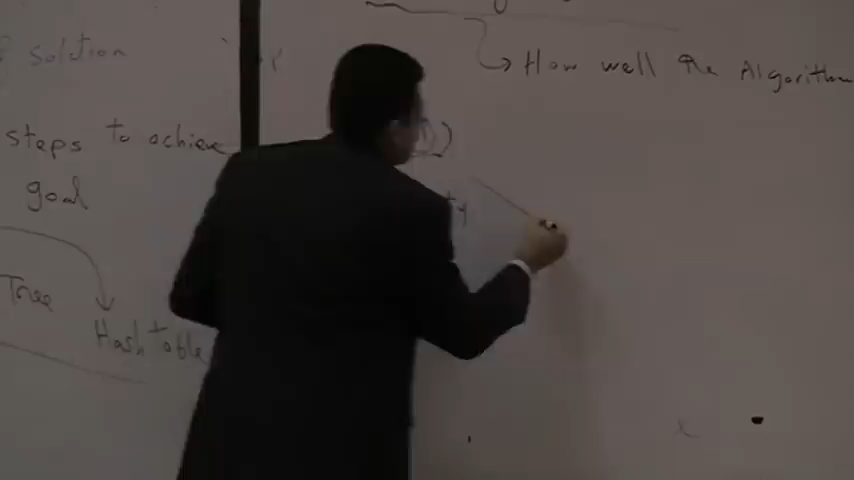 solution
steps to achieve
goal
Tree
Hash table
How well the Algorithm